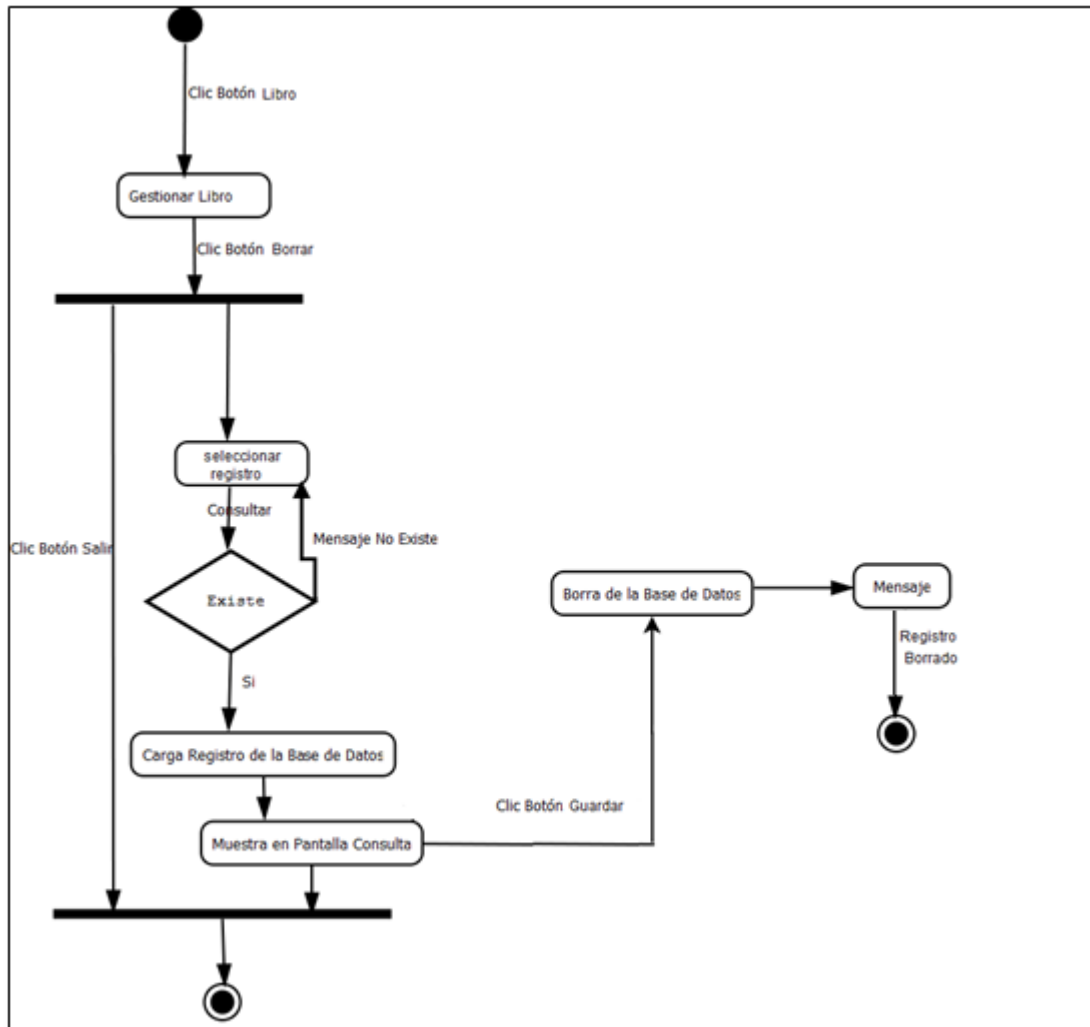 Clic Botón Libro
Gestionar Libro
Clic Botón Borrar
seleccionar
registro
Consultar
Mensaje No Existe
Clic Botón Salir
Existe
Si
Carga Registro de la Base de Datos
Muestra en Pantalla Consulta
Clic Botón Guardar
Borra de la Base de Datos
Mensaje
Registro
Borrado